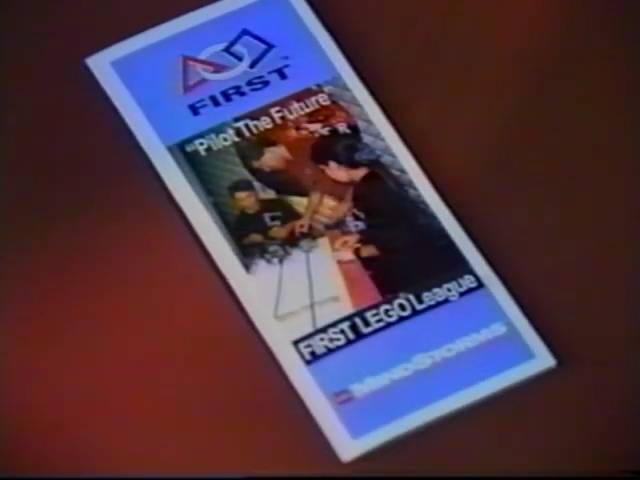 FIRST
"Pilot The Future"
FIRST LEGO League
MINDSTORMS